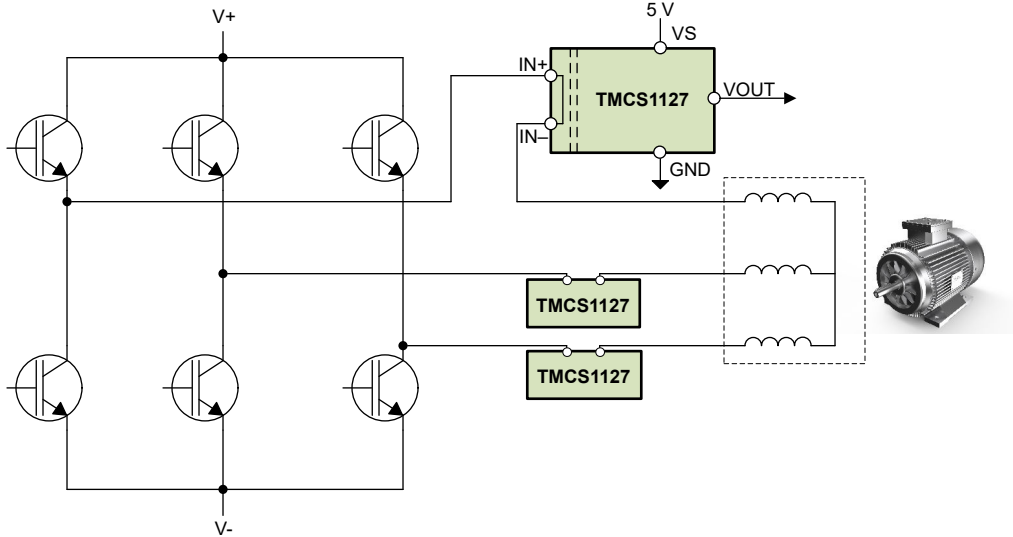 V+
5 V
VS
IN+
TMCS1127
VOUT
IN–
GND
TMCS1127
TMCS1127
V-